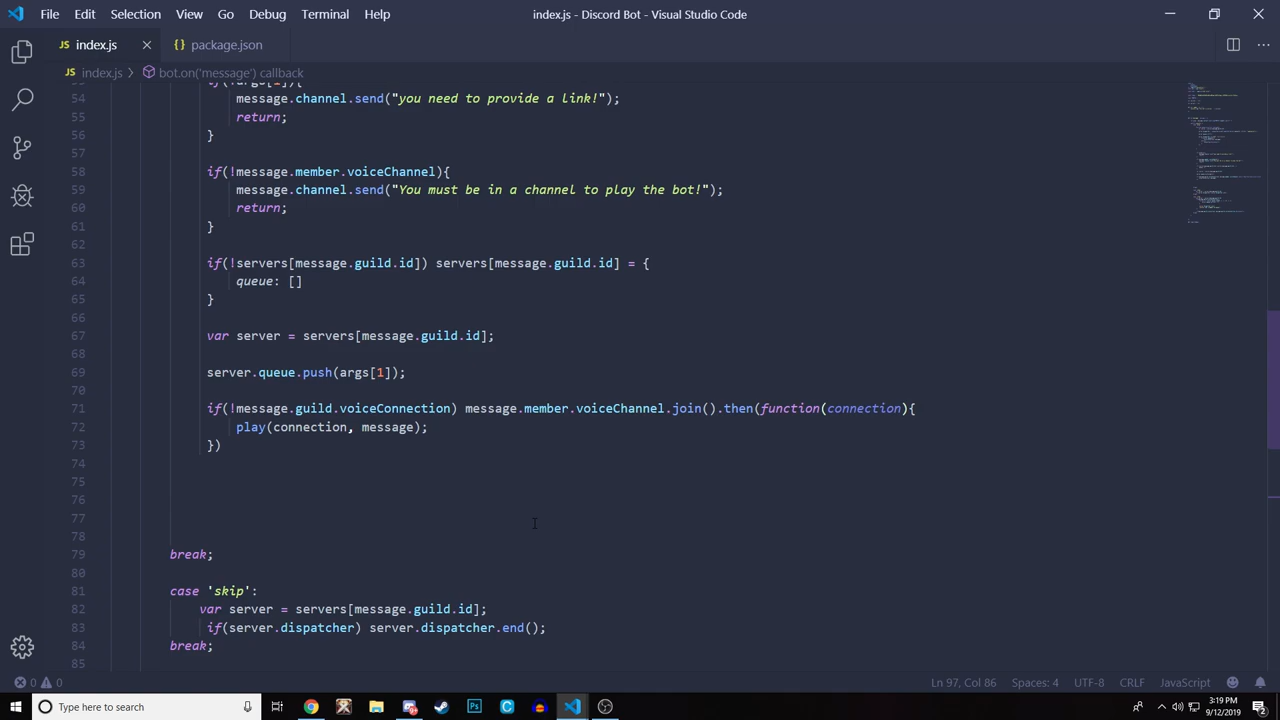 File Edit Selection View Go Debug Terminal Help index.js - Discord Bot - Visual Studio Code
JS index.js {} package.json
JS index.js > bot.on('message') callback
54 message.channel.send("you need to provide a link!");
55 return;
56 }
57
58 if(!message.member.voiceChannel){
59 message.channel.send("You must be in a channel to play the bot!");
60 return;
61 }
62
63 if(!servers[message.guild.id]) servers[message.guild.id] = {
64 queue: []
65 }
66
67 var server = servers[message.guild.id];
68
69 server.queue.push(args[1]);
70
71 if(!message.guild.voiceConnection) message.member.voiceChannel.join().then(function(connection){
72 play(connection, message);
73 })
74
75
76
77
78
79 break;
80
81 case 'skip':
82 var server = servers[message.guild.id];
83 if(server.dispatcher) server.dispatcher.end();
84 break;
85
0 0 Ln 97, Col 86 Spaces: 4 UTF-8 CRLF JavaScript
Type here to search 3:19 PM
9/12/2019